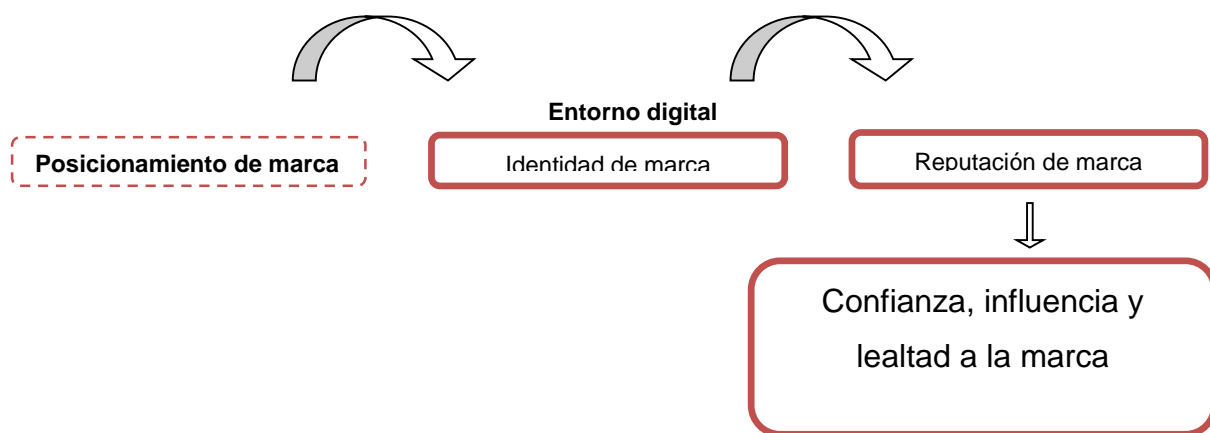 Entorno digital
Posicionamiento de marca
Identidad de marca
Reputación de marca
Confianza, influencia y
lealtad a la marca